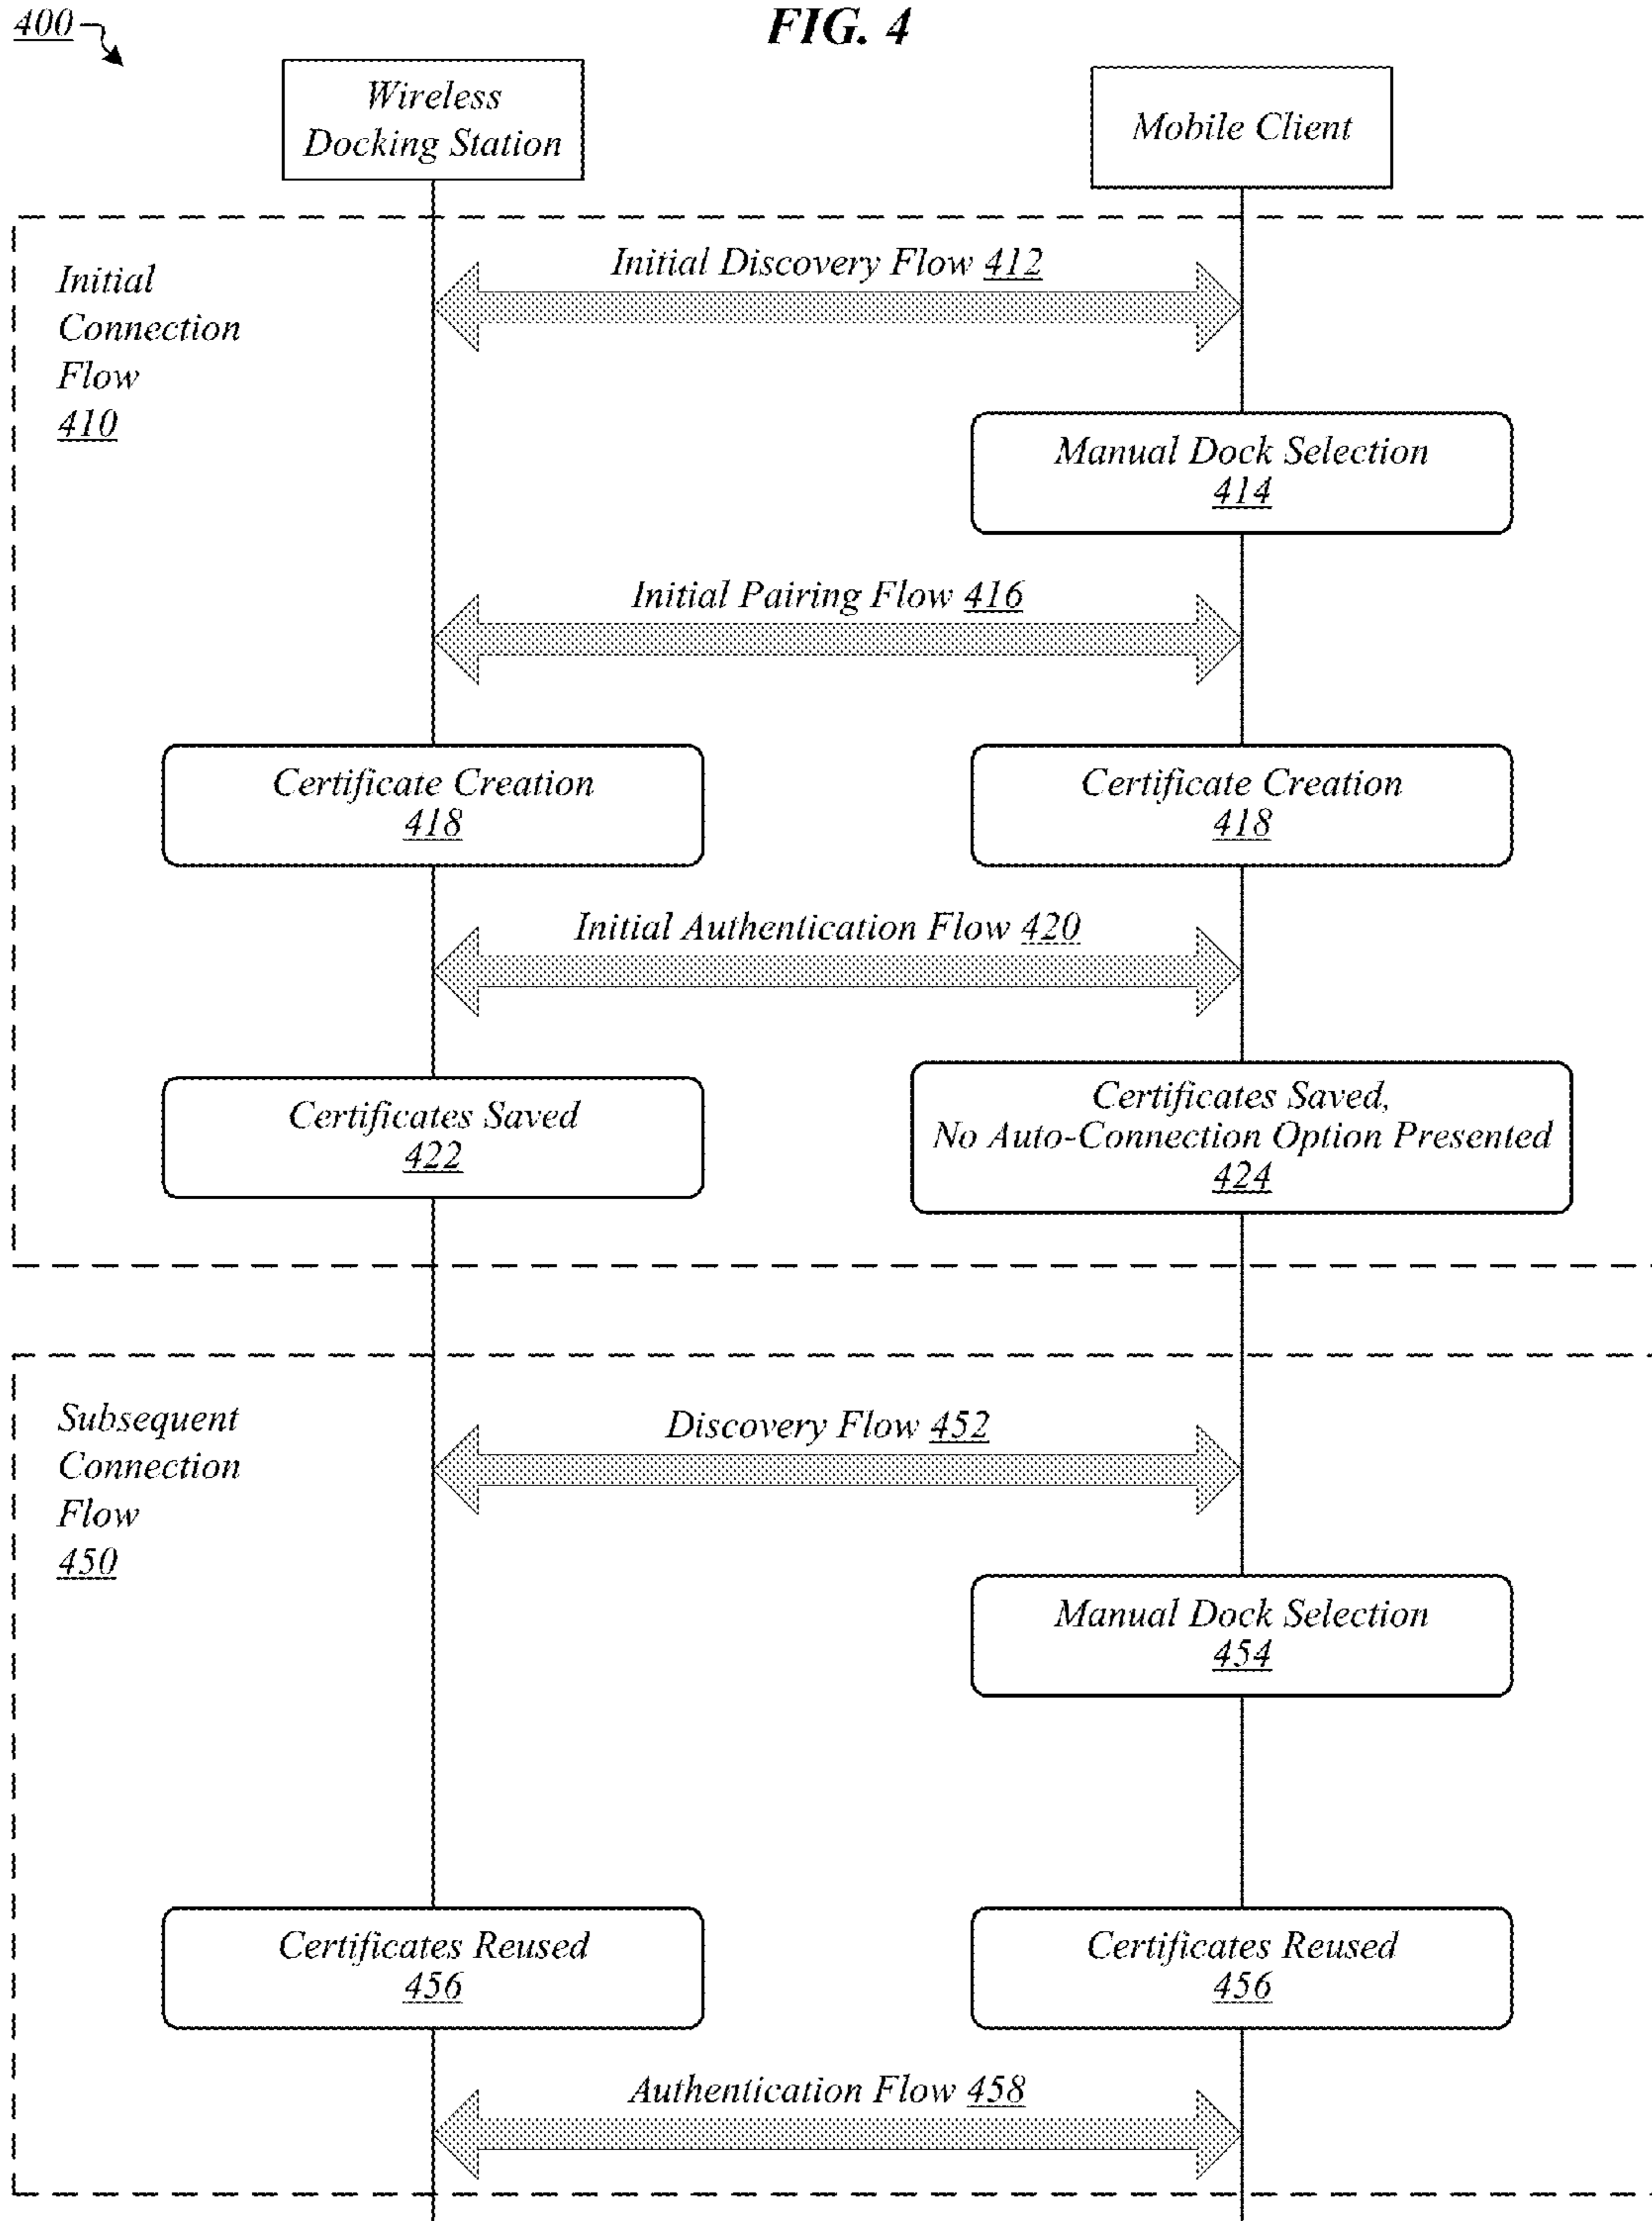 400
FIG. 4
Wireless
Docking Station
Mobile Client
Initial
Connection
Flow
410
Initial Discovery Flow 412
Manual Dock Selection
414
Initial Pairing Flow 416
Certificate Creation
418
Certificate Creation
418
Initial Authentication Flow 420
Certificates Saved
422
Certificates Saved,
No Auto-Connection Option Presented
424
Subsequent
Connection
Flow
450
Discovery Flow 452
Manual Dock Selection
454
Certificates Reused
456
Certificates Reused
456
Authentication Flow 458